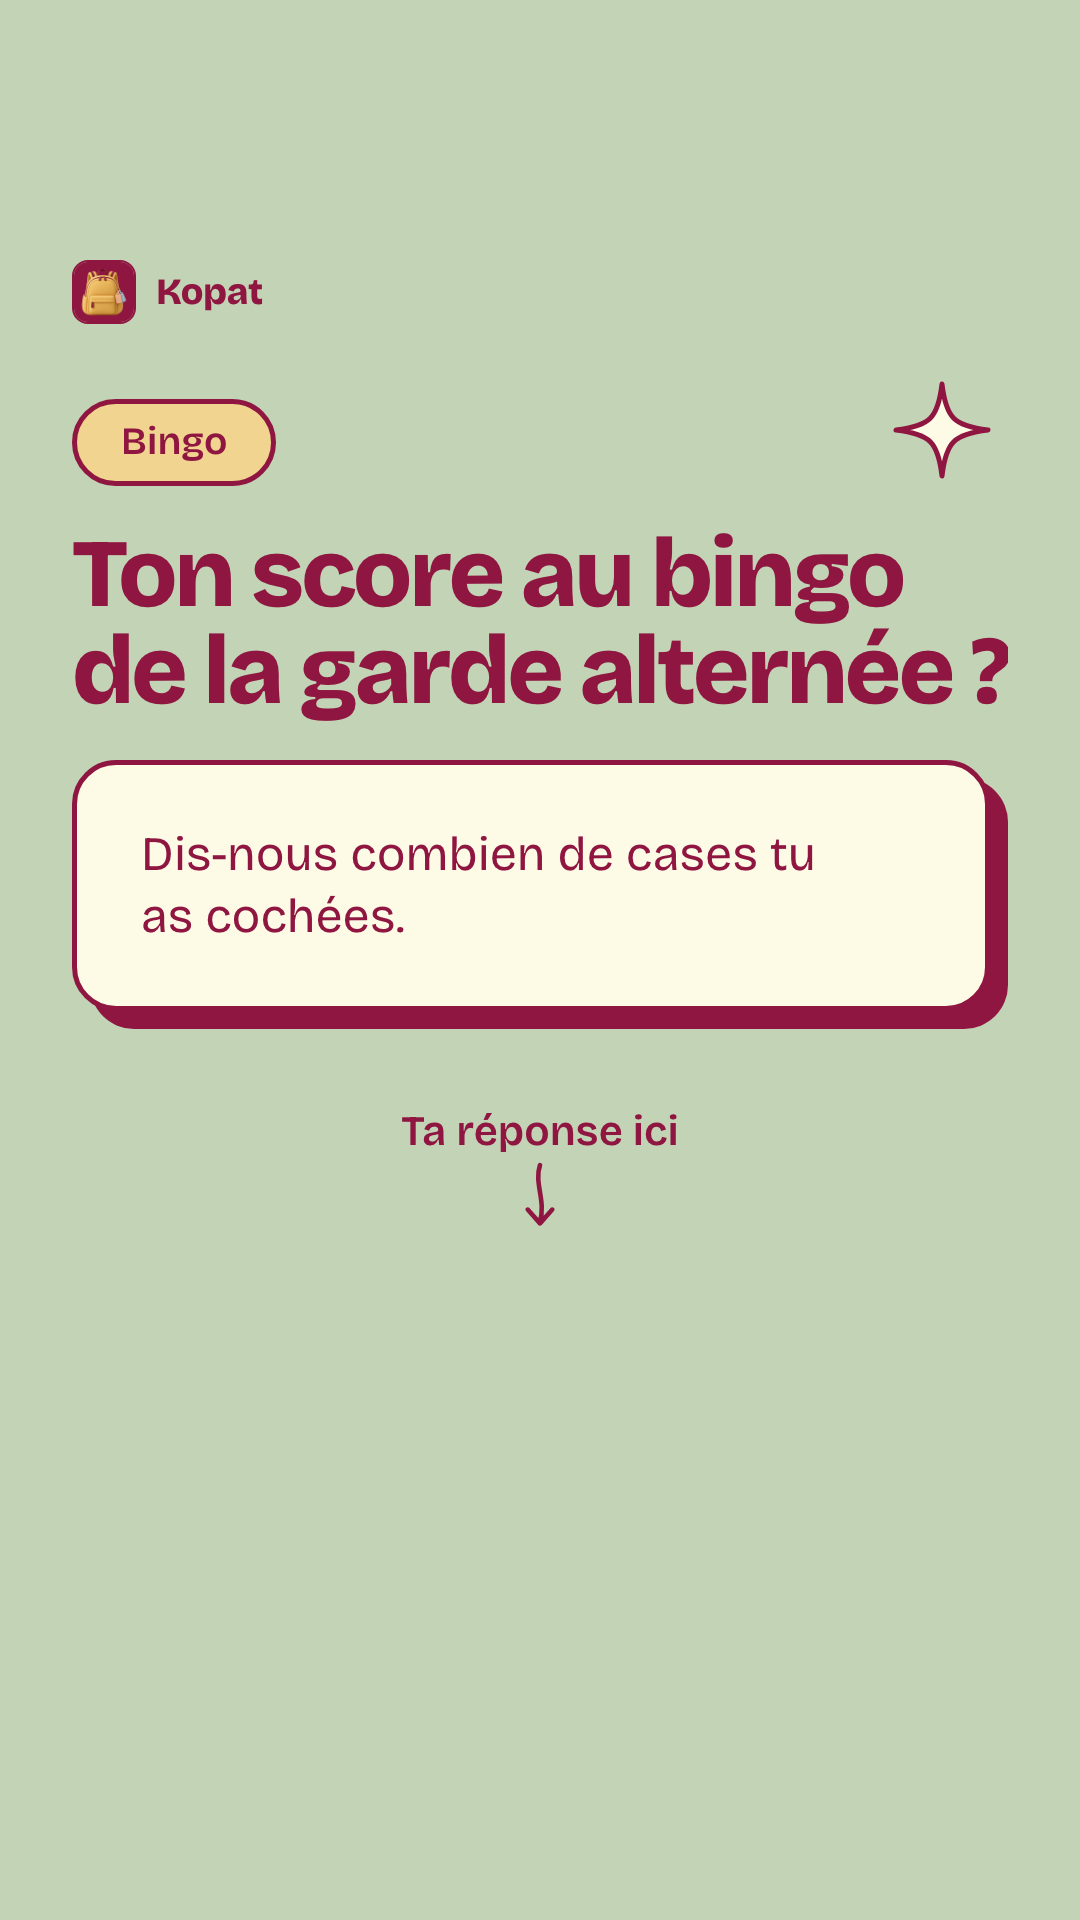 Kopat
Bingo
Ton score au bingo
de la garde alternée ?
Dis-nous combien de cases tu
as cochées.
Ta réponse ici